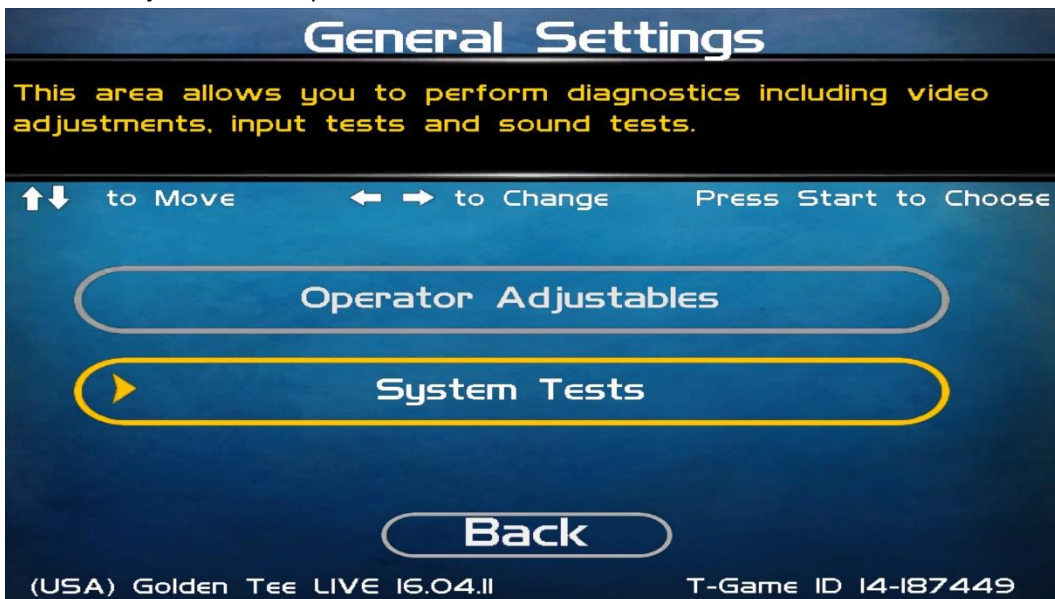 General Settings
This area allows you to perform diagnostics including video
adjustments, input tests and sound tests.
to Move to Change Press Start to Choose
Operator Adjustables
System Tests
Back
(USA) Golden Tee LIVE 16.04.11 T-Game ID 14-187449